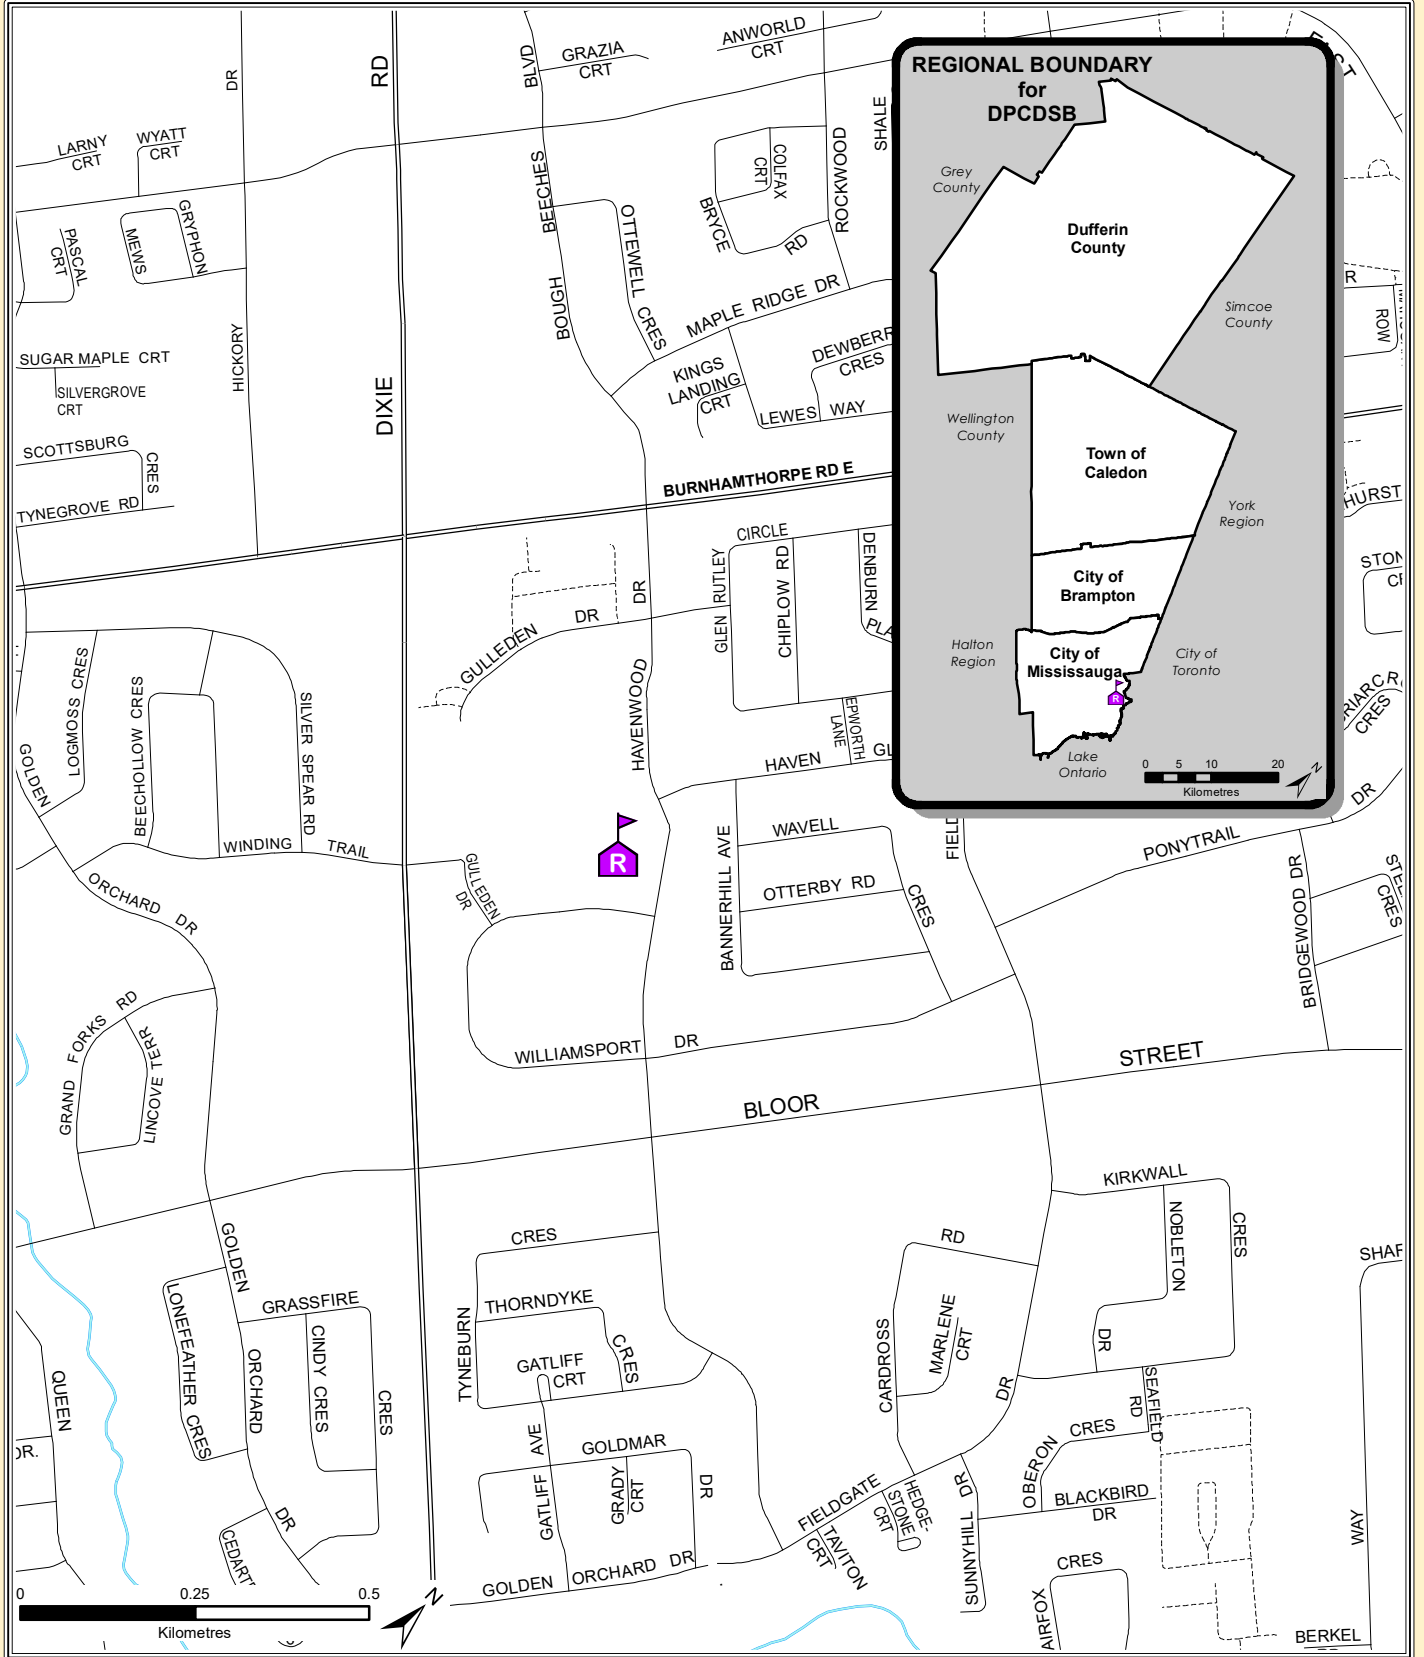 GRAZIA
CRT
ANWORLD
CRT
DR
RD
BLVD
SHALE
LARNY
CRT
WYATT
CRT
COLFAX
CRT
BRYCE
RD
ROCKWOOD
BEECHES
BOUGH
OTTEWELL CRES
PASCAL
CRT
MEWS
GRYPHON
HICKORY
DIXIE
MAPLE RIDGE DR
SUGAR MAPLE CRT
SILVERGROVE
CRT
KINGS
LANDING
CRT
CRES
LEWES WAY
SCOTTSBURG
CRES
TYNEGROVE RD
BURNHAMTHORPE RD E
REGIONAL BOUNDARY
for
DPCDSB
Grey
County
Dufferin
County
Simcoe
County
Wellington
County
Town of
Caledon
York
Region
City of
Brampton
Halton
Region
City of
Mississauga
City of
Toronto
R
Lake
Ontario
0 5 10 20
Kilometres
N
R
ROW
HURST
CIRCLE
GLEN RUTLEY
CHIPLOW RD
DENBURN
GULLEDEN DR
DR
HAVENWOOD
EPWORTH
LANE
HAVEN
LOGMOSS CRES
BEECHOLLOW CRES
SILVER SPEAR RD
GOLDEN
ORCHARD DR
WINDING TRAIL
GULLEDEN
DR
R
BANNERHILL AVE
WAVELL
OTTERBY RD
CRES
CRES
DR
PONYTRAIL
BRIDGEWOOD DR
CRES
GRAND FORKS RD
LINCOVE TERR
WILLIAMSPORT DR
BLOOR STREET
KIRKWALL
NOBLETON
CRES
DR
GOLDEN
ORCHARD
DR
LONEFEATHER CRES
GRASSFIRE
CINDY CRES
CRES
QUEEN
DR.
CRES
TYNEBURN
THORNDYKE
CRES
GATLIFF
CRT
GATLIFF AVE
GOLDMAR
DR
GRADY
CRT
GOLDEN ORCHARD DR
RD
CARDROSS
MARLENE
CRT
DR
FIELDGATE
HEDGE-
STONE
CRT
TAVITON
CRT
SUNNYHILL DR
OBERON CRES
SEAFIELD
RD
BLACKBIRD
DR
CRES
WAY
BERKEL
0 0.25 0.5
Kilometres
N